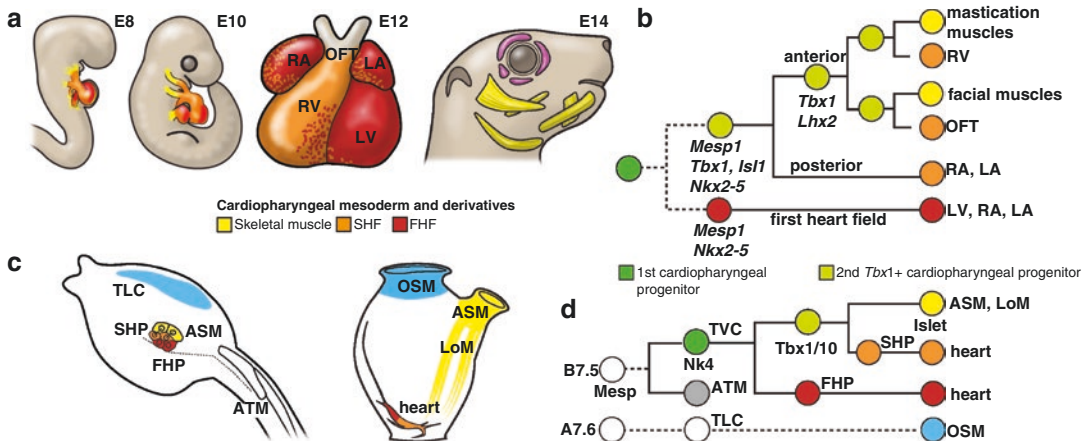 a
E8
E10
E12
E14
RA
OFT
LA
RV
LV
Cardiopharyngeal mesoderm and derivatives
Skeletal muscle SHF FHF
b
mastication
muscles
anterior
RV
Tbx1
Lhx2
facial muscles
OFT
Mesp1
Tbx1, Isl1
Nkx2-5
posterior
RA, LA
first heart field
LV, RA, LA
Mesp1
Nkx2-5
1st cardiopharyngeal
progenitor
2nd Tbx1+ cardiopharyngeal progenitor
c
TLC
SHP
ASM
FHP
ATM
OSM
ASM
LoM
heart
d
ASM, LoM
TVC
Islet
Tbx1/10
SHP
heart
B7.5
Nk4
Mesp
ATM
FHP
heart
A7.6
TLC
OSM